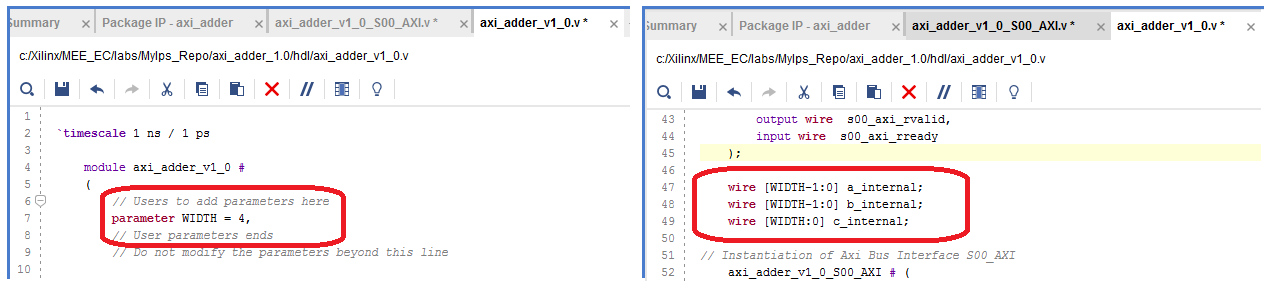 Summary Package IP - axi_adder axi_adder_v1_0_S00_AXI.v * axi_adder_v1_0.v *
c:/Xilinx/MEE_EC/labs/MyIps_Repo/axi_adder_1.0/hdl/axi_adder_v1_0.v
1
2 `timescale 1 ns / 1 ps
3
4 module axi_adder_v1_0 #
5 (
6 // Users to add parameters here
7 parameter WIDTH = 4,
8 // User parameters ends
9 // Do not modify the parameters beyond this line
10
Summary Package IP - axi_adder axi_adder_v1_0_S00_AXI.v * axi_adder_v1_0.v *
c:/Xilinx/MEE_EC/labs/MyIps_Repo/axi_adder_1.0/hdl/axi_adder_v1_0.v
43 output wire s00_axi_rvalid,
44 input wire s00_axi_rready
45 );
46
47 wire [WIDTH-1:0] a_internal;
48 wire [WIDTH-1:0] b_internal;
49 wire [WIDTH:0] c_internal;
50
51 // Instantiation of Axi Bus Interface S00_AXI
52 axi_adder_v1_0_S00_AXI # (